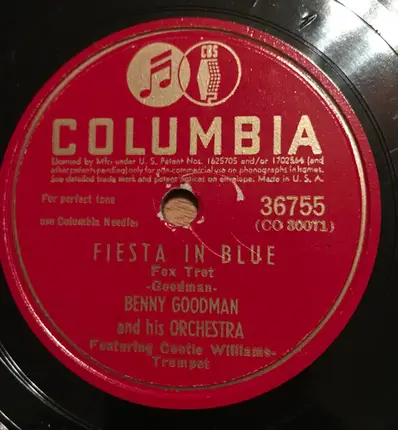 CBS
COLUMBIA
Licensed by Mfr. under U. S. Patent Nos. 1625705 and/or 1702564 (and
other patents pending) only for non-commercial use on phonographs in homes.
See detailed trade mark and patent notices on envelope. Made in U. S. A.
For perfect tone
use Columbia Needles
36755
(CO 30071)
FIESTA IN BLUE
Fox Trot
-Goodman-
BENNY GOODMAN
and his ORCHESTRA
Featuring Cootie Williams-
Trumpet